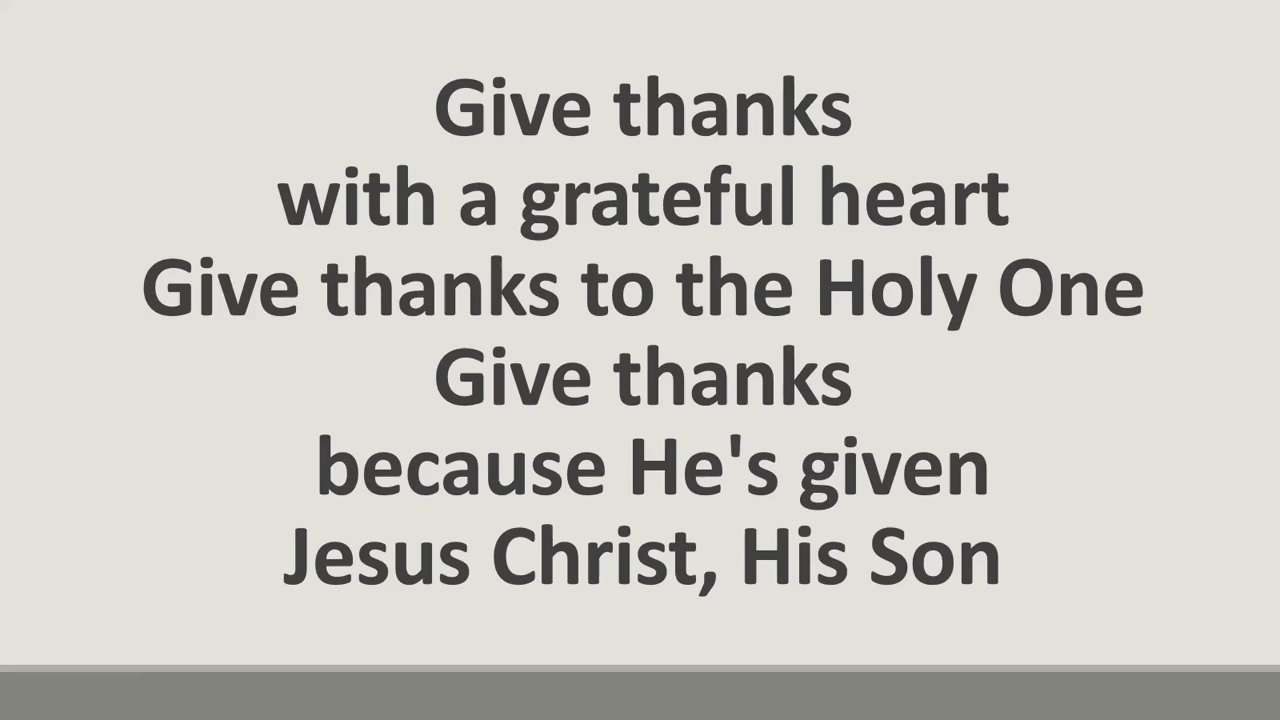 Give thanks
with a grateful heart
Give thanks to the Holy One
Give thanks
because He's given
Jesus Christ, His Son